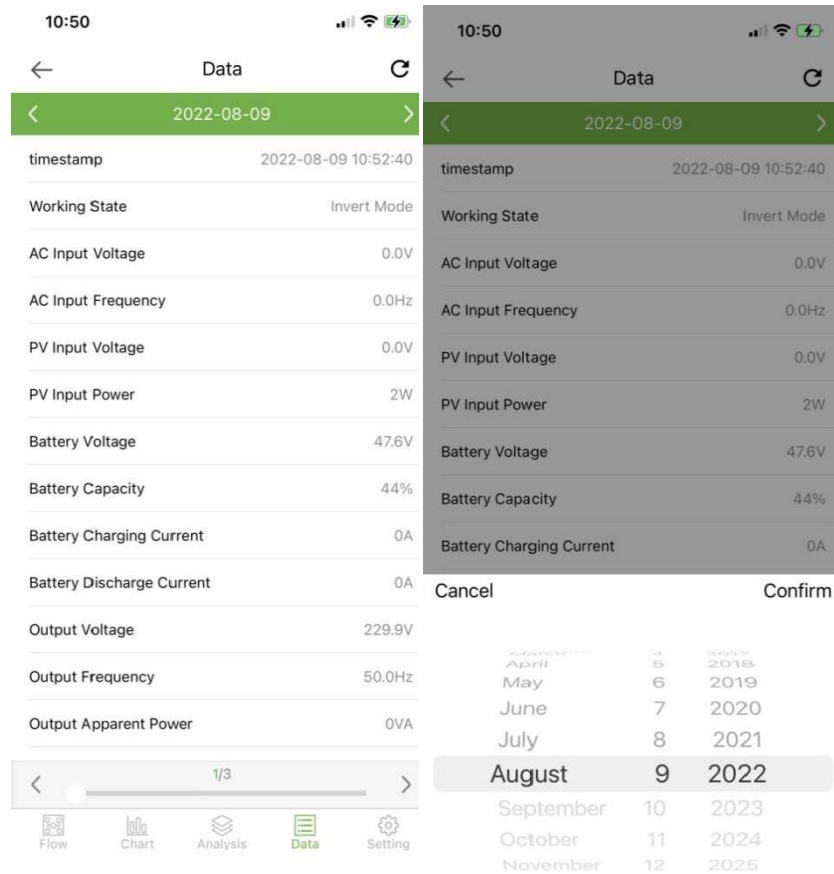 10:50
Data
2022-08-09
timestamp 2022-08-09 10:52:40
Working State Invert Mode
AC Input Voltage 0.0V
AC Input Frequency 0.0Hz
PV Input Voltage 0.0V
PV Input Power 2W
Battery Voltage 47.6V
Battery Capacity 44%
Battery Charging Current 0A
Battery Discharge Current 0A
Output Voltage 229.9V
Output Frequency 50.0Hz
Output Apparent Power 0VA
1/3
Flow Chart Analysis Data Setting
10:50
Data
2022-08-09
timestamp 2022-08-09 10:52:40
Working State Invert Mode
AC Input Voltage 0.0V
AC Input Frequency 0.0Hz
PV Input Voltage 0.0V
PV Input Power 2W
Battery Voltage 47.6V
Battery Capacity 44%
Battery Charging Current 0A
Cancel Confirm
March 4 2017
April 5 2018
May 6 2019
June 7 2020
July 8 2021
August 9 2022
September 10 2023
October 11 2024
November 12 2025